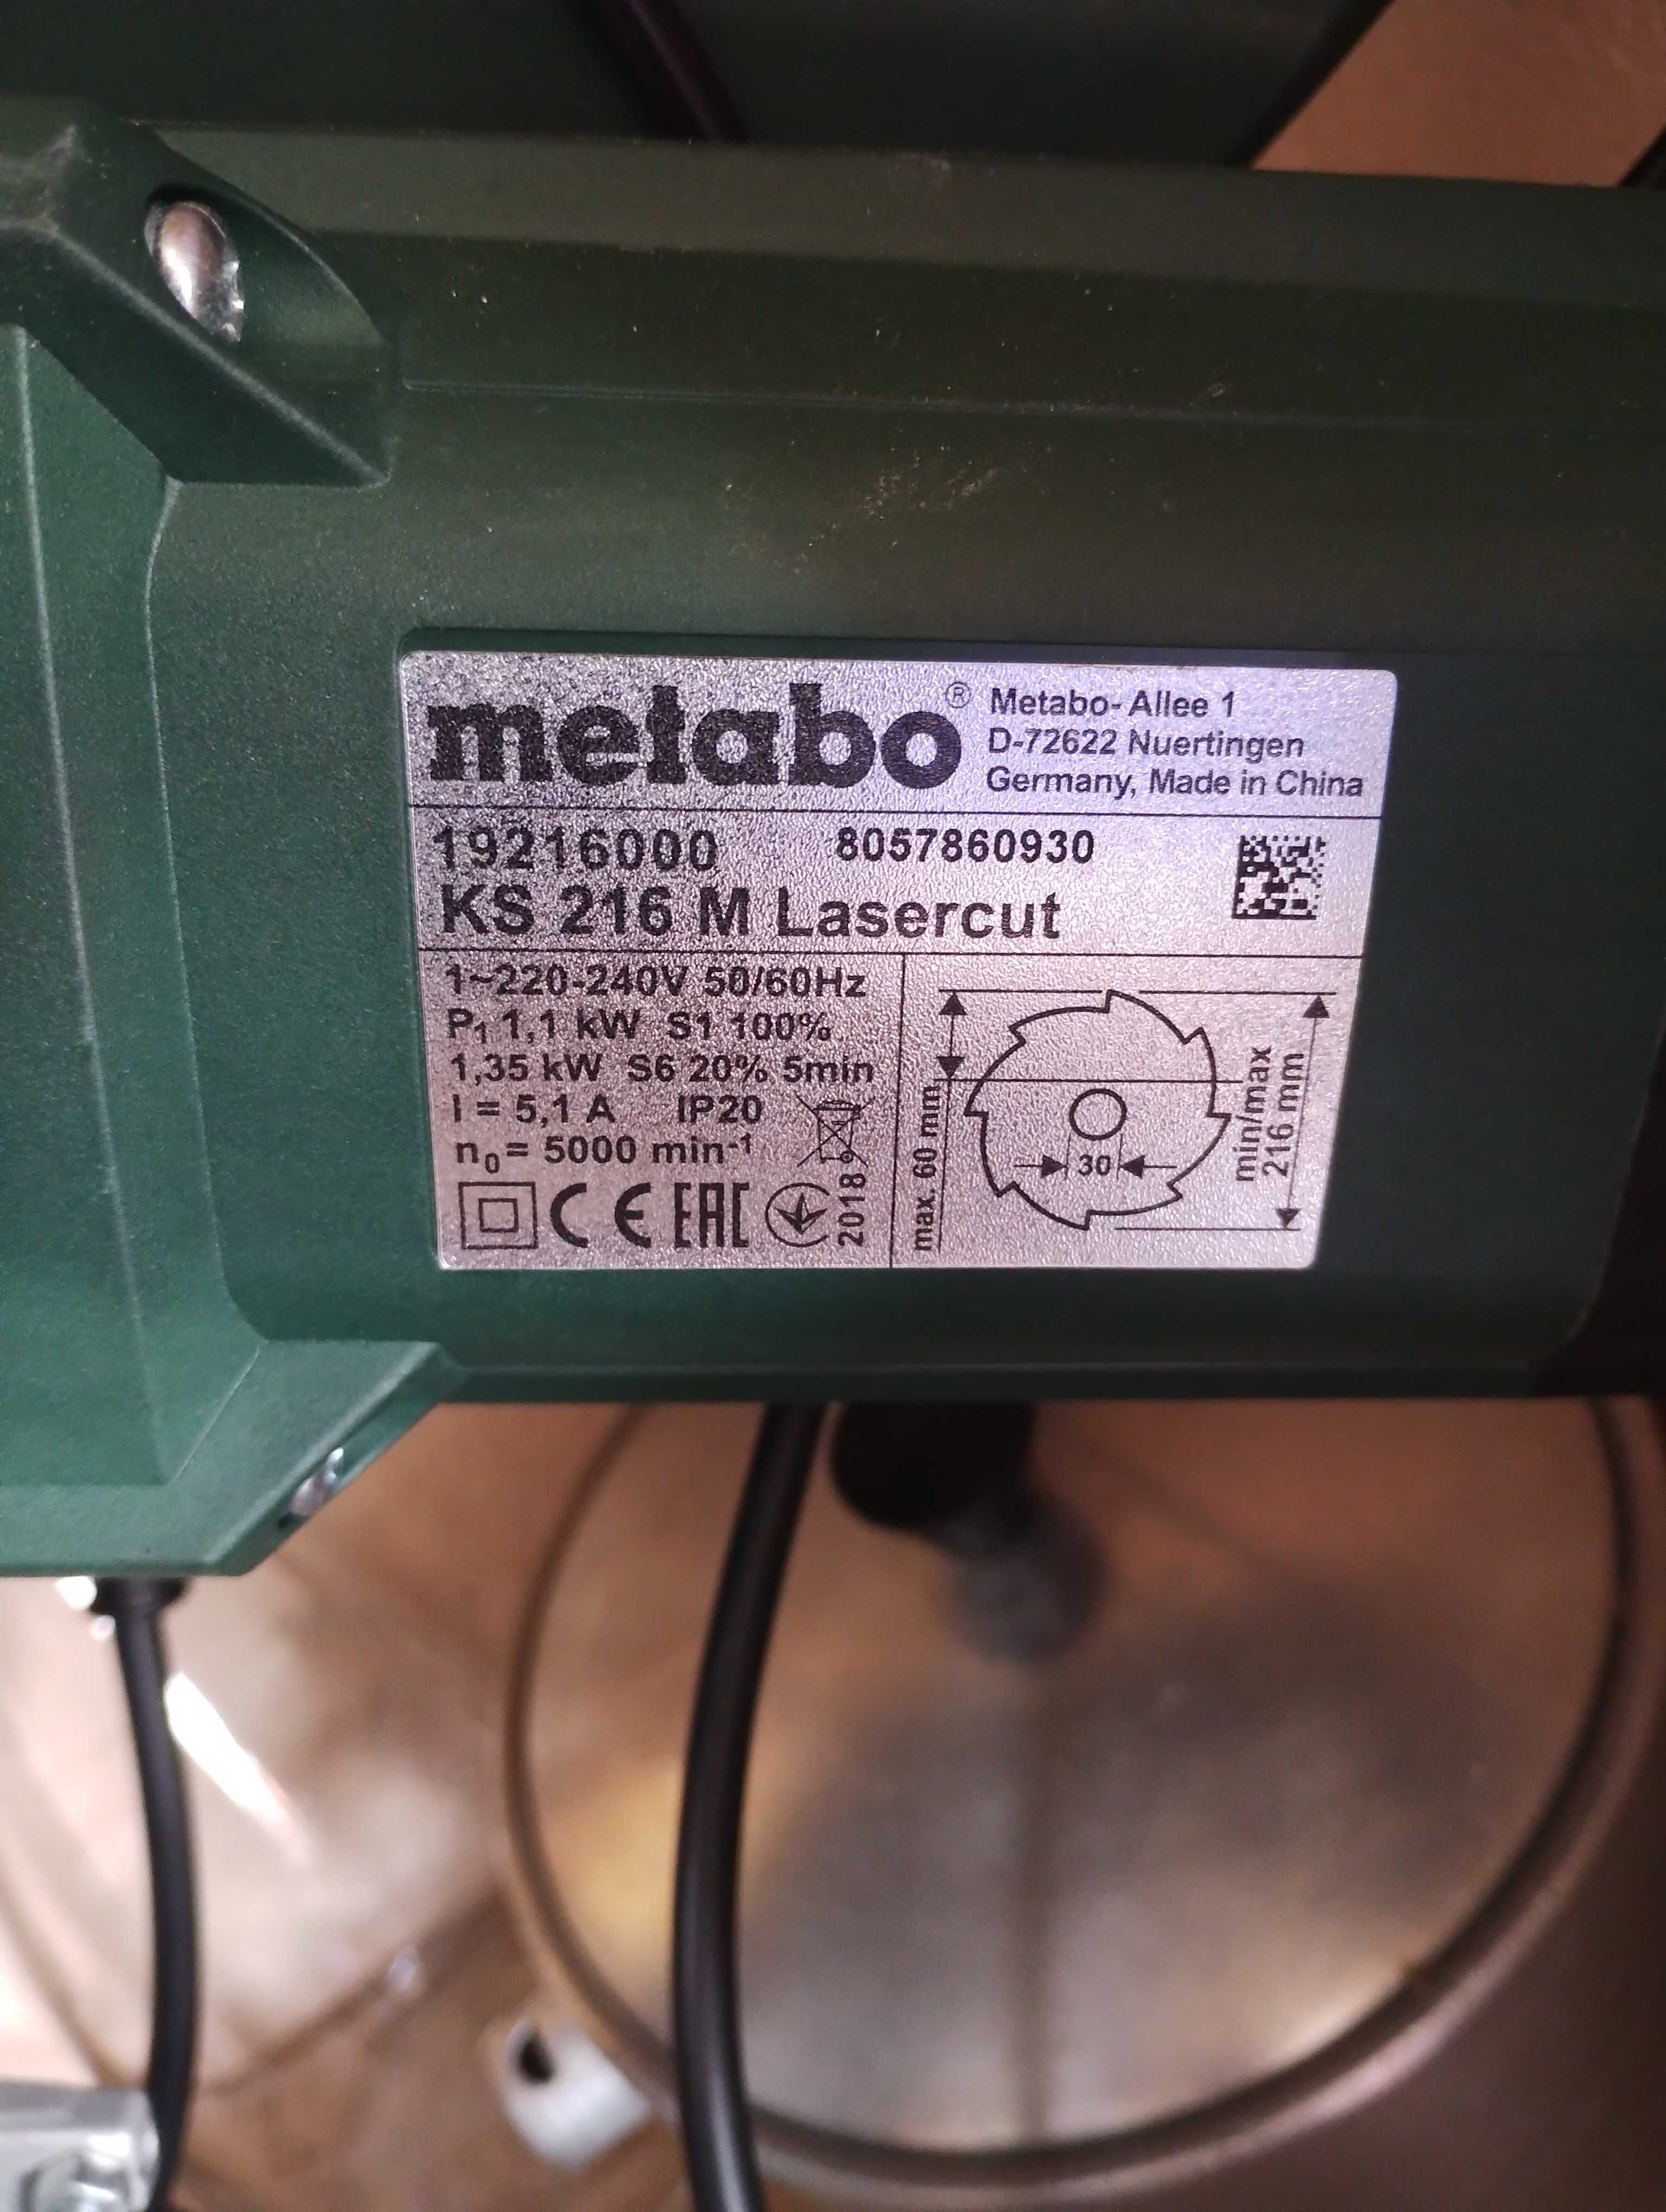 metabo®
Metabo-Allee 1
D-72622 Nuertingen
Germany, Made in China
19216000 8057860930
KS 216 M Lasercut
1~220-240V 50/60Hz
P₁ 1,1 kW S1 100%
1,35 kW S6 20% 5min
I = 5,1 A IP20
n₀= 5000 min⁻¹
CE EAC
2018
max. 60 mm
30
min/max
216 mm